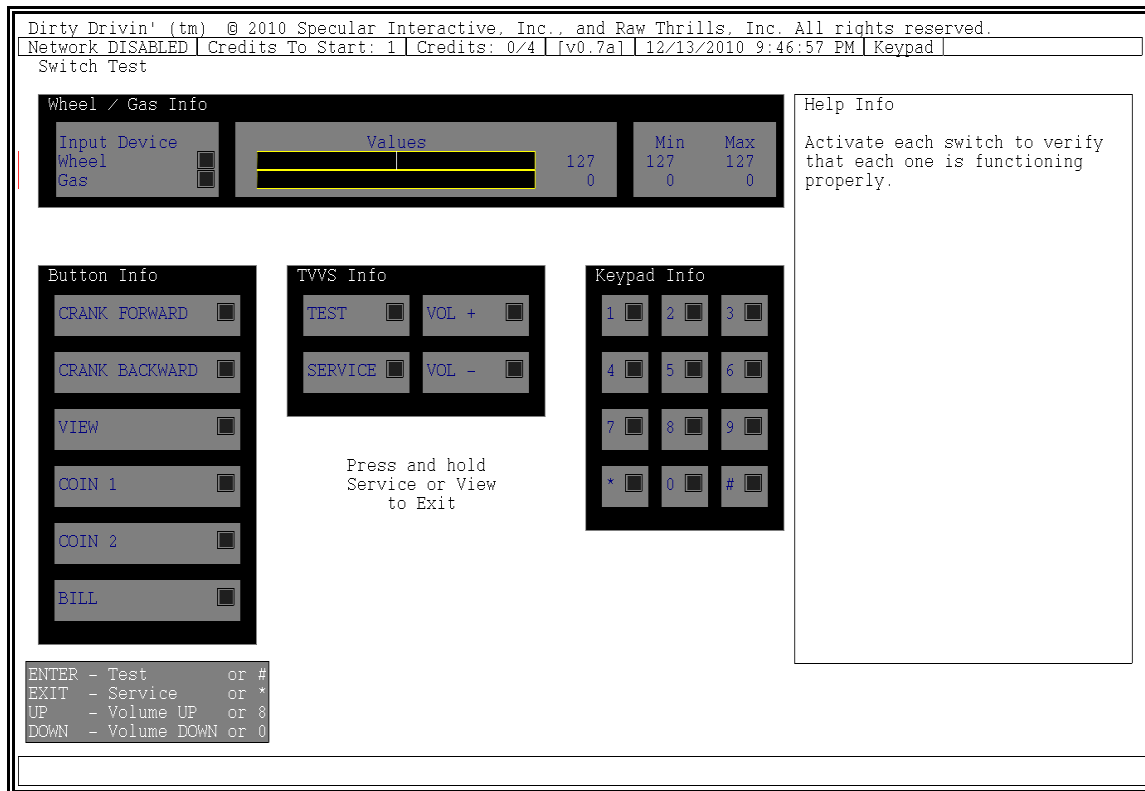 Dirty Drivin' (tm) © 2010 Specular Interactive, Inc., and Raw Thrills, Inc. All rights reserved.
Network DISABLED Credits To Start: 1 Credits: 0/4 [v0.7a] 12/13/2010 9:46:57 PM Keypad
Switch Test
Wheel / Gas Info
Input Device Values Min Max
Wheel 127 127 127
Gas 0 0 0
Help Info
Activate each switch to verify
that each one is functioning
properly.
Button Info
CRANK FORWARD
CRANK BACKWARD
VIEW
COIN 1
COIN 2
BILL
TVVS Info
TEST VOL +
SERVICE VOL -
Press and hold
Service or View
to Exit
Keypad Info
1 2 3
4 5 6
7 8 9
* 0 #
ENTER - Test or #
EXIT - Service or *
UP - Volume UP or 8
DOWN - Volume DOWN or 0